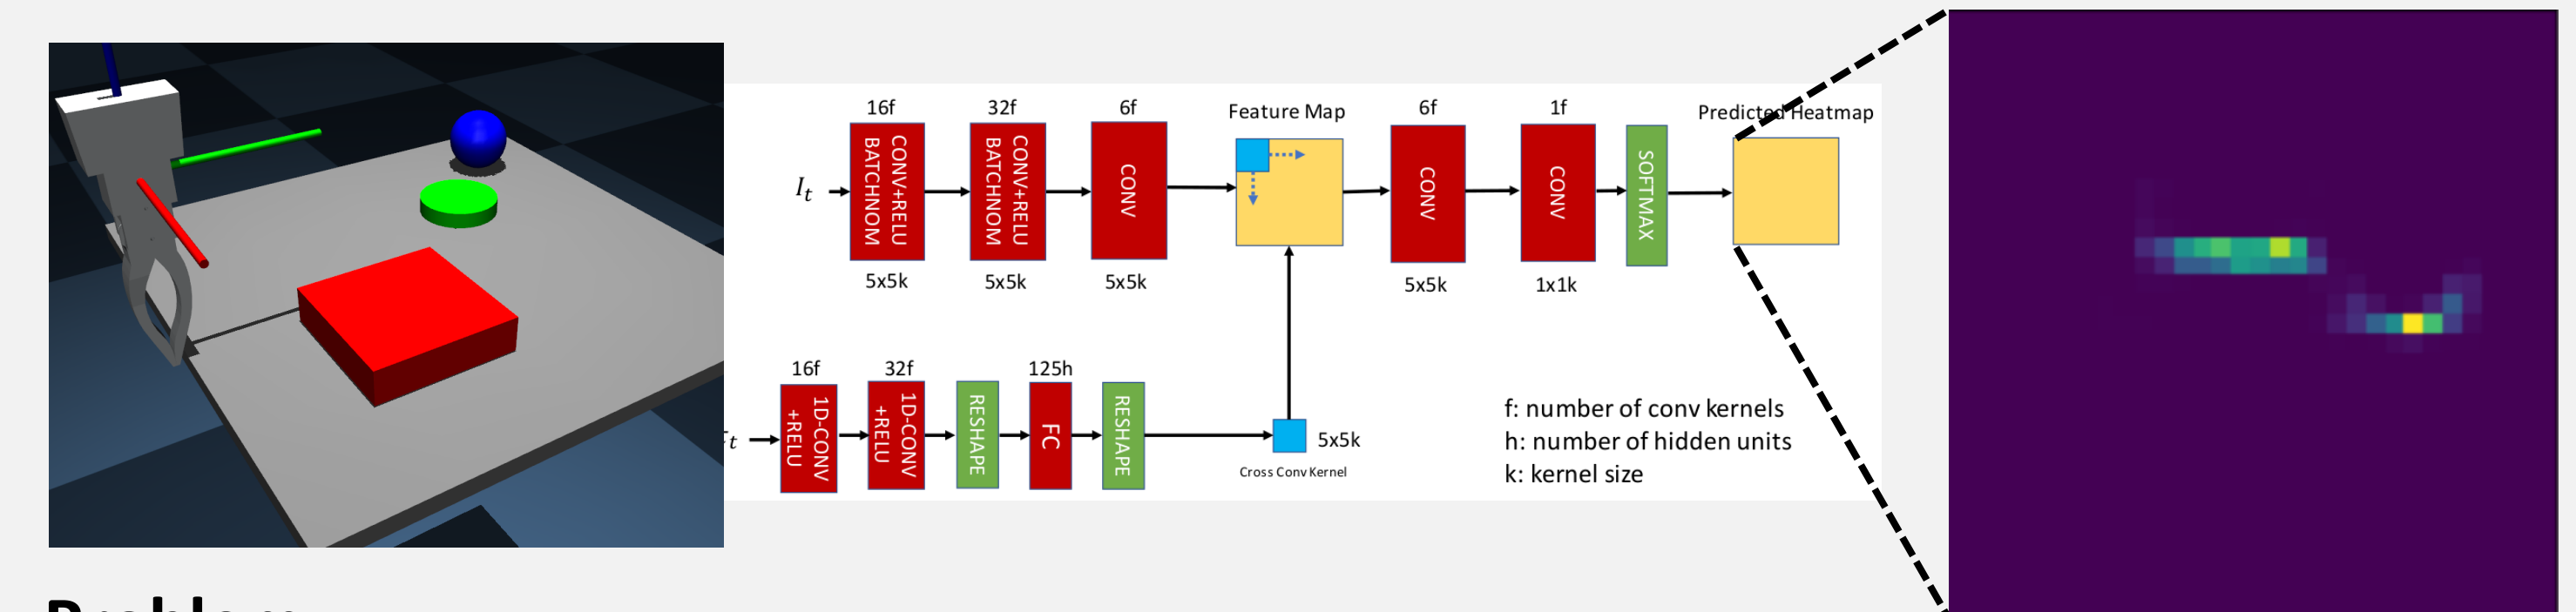 16f
32f
6f
Feature Map
6f
1f
Predicted Heatmap
I_t
CONV+RELU
BATCHNOM
CONV+RELU
BATCHNOM
CONV
CONV
CONV
SOFTMAX
5x5k
5x5k
5x5k
5x5k
1x1k
16f
32f
125h
t
1D-CONV
+RELU
1D-CONV
+RELU
RESHAPE
FC
RESHAPE
5x5k
Cross Conv Kernel
f: number of conv kernels
h: number of hidden units
k: kernel size
Problem